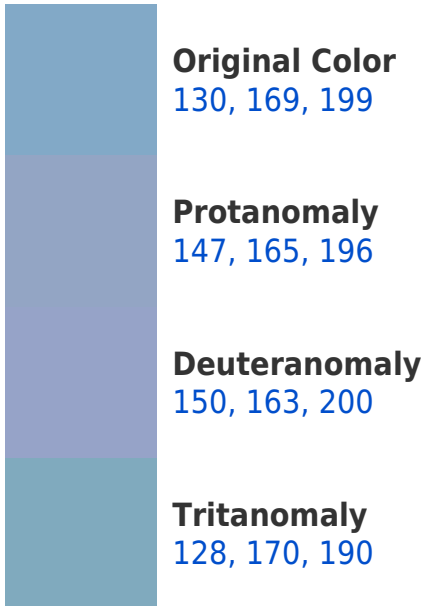 Original Color
130, 169, 199
Protanomaly
147, 165, 196
Deuteranomaly
150, 163, 200
Tritanomaly
128, 170, 190